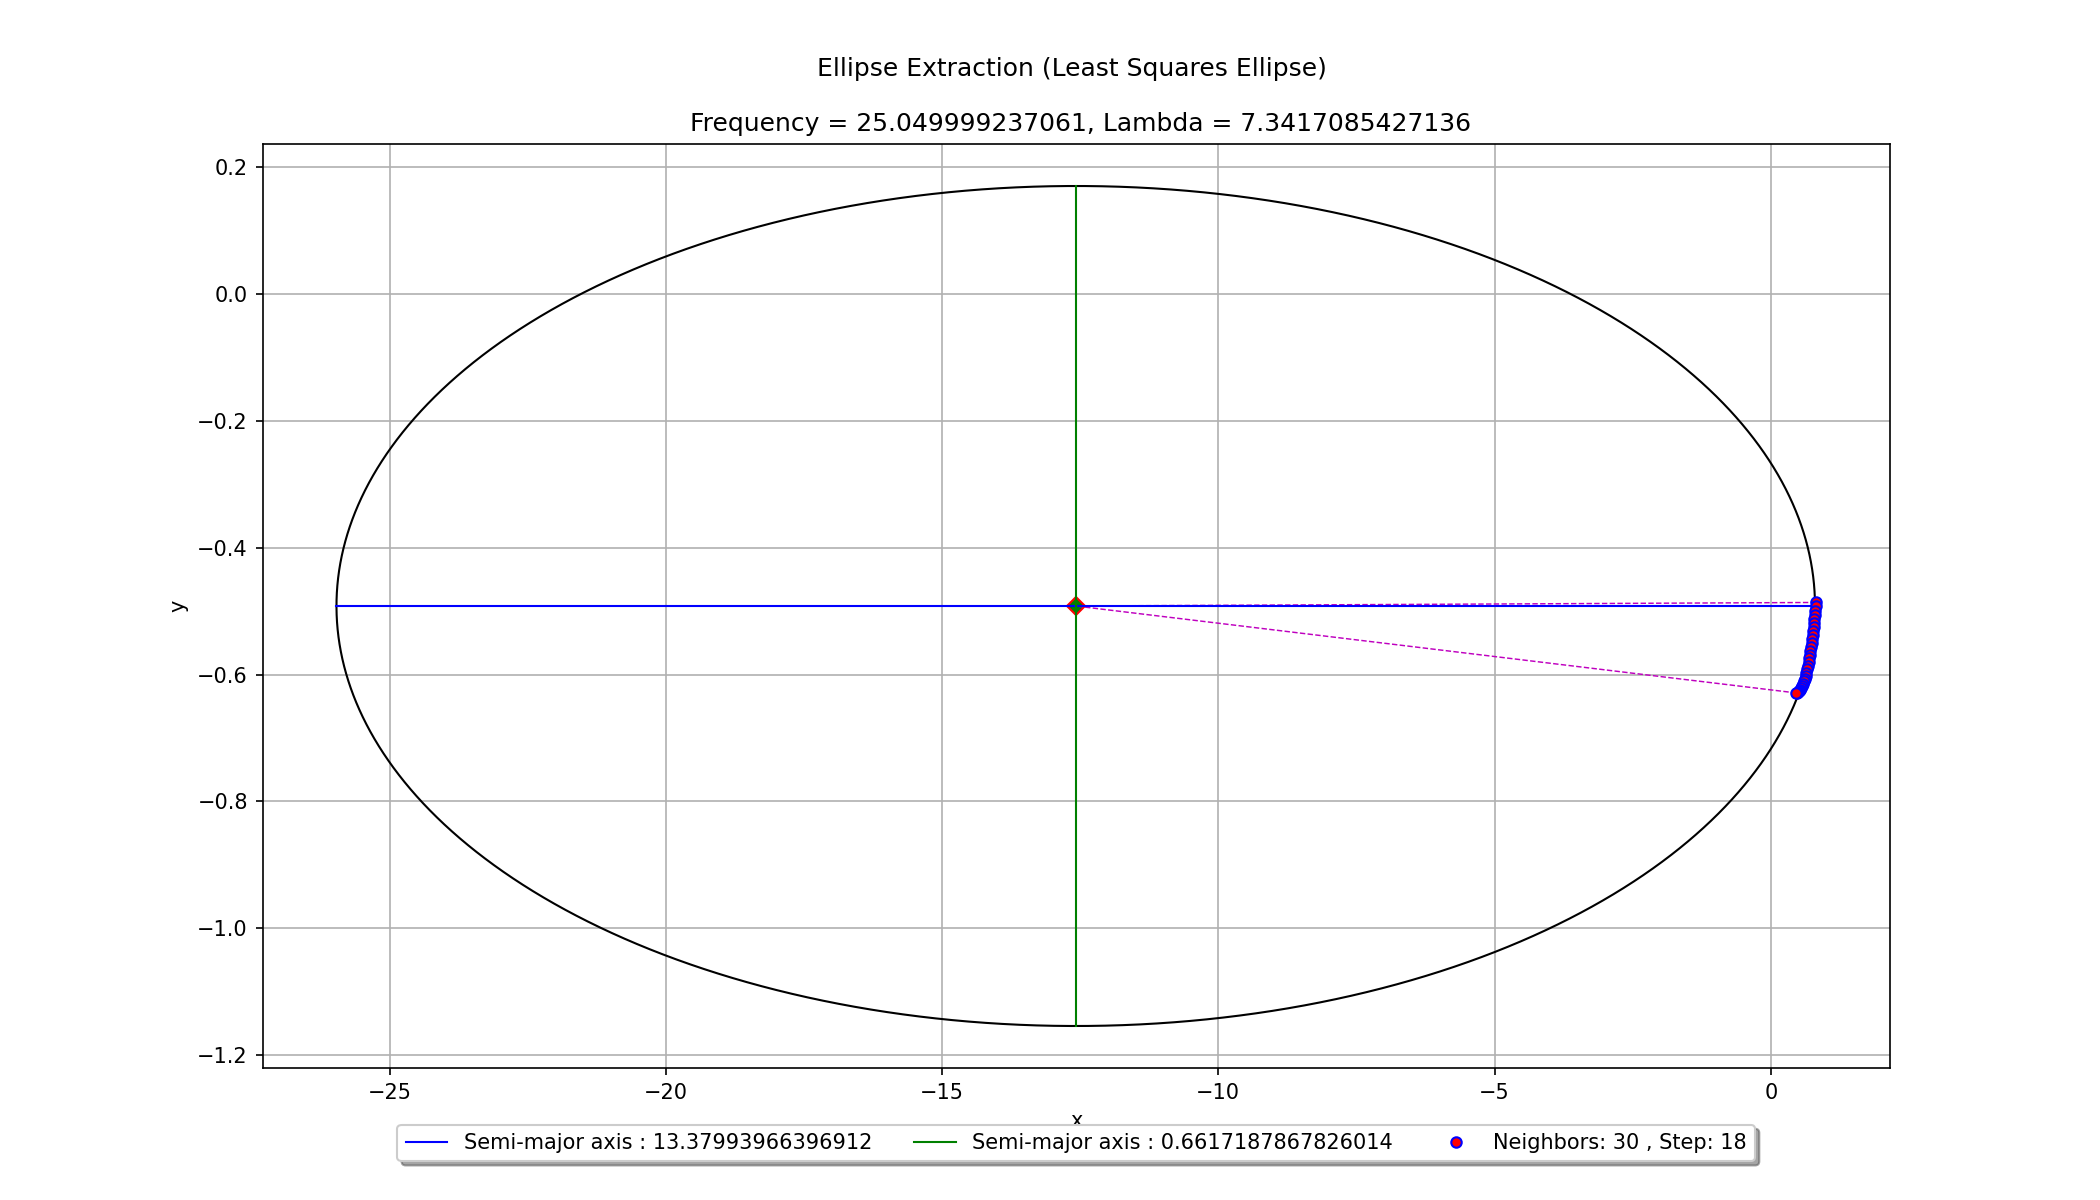 Ellipse Extraction (Least Squares Ellipse)
Frequency = 25.049999237061, Lambda = 7.3417085427136
0.2
0.0
−0.2
−0.4
−0.6
−0.8
−1.0
−1.2
y
−25
−20
−15
−10
−5
0
x
Semi-major axis : 13.37993966396912
Semi-major axis : 0.6617187867826014
Neighbors: 30 , Step: 18